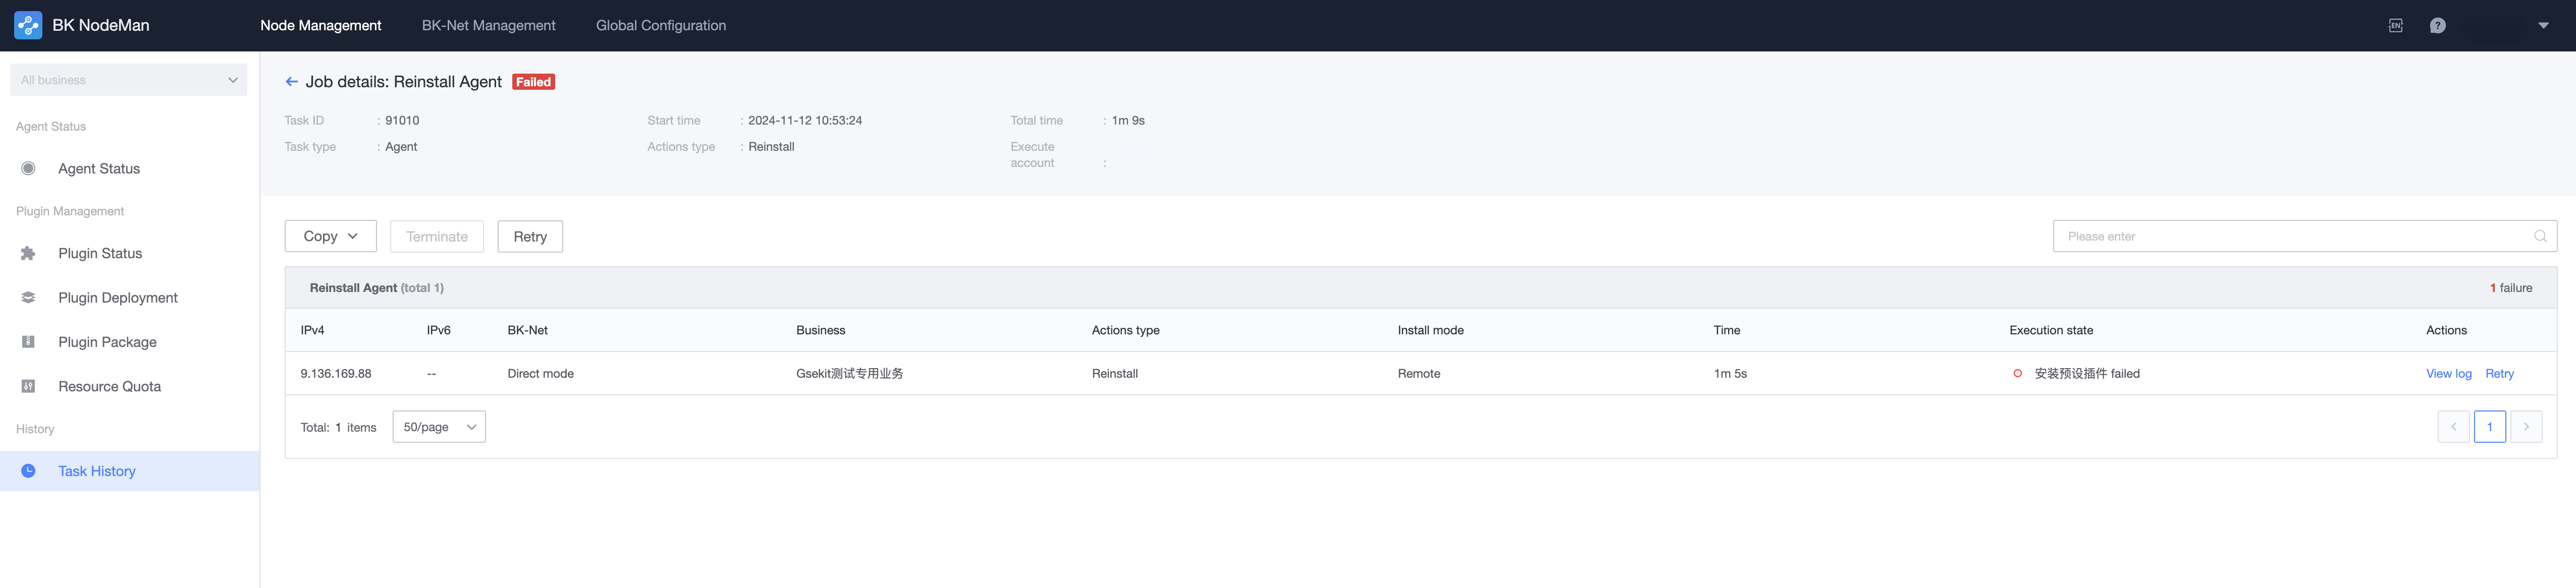 BK NodeMan
Node Management
BK-Net Management
Global Configuration
EN
?
All business
Agent Status
Agent Status
Plugin Management
Plugin Status
Plugin Deployment
Plugin Package
Resource Quota
History
Task History
Job details: Reinstall Agent Failed
Task ID : 91010
Start time : 2024-11-12 10:53:24
Total time : 1m 9s
Task type : Agent
Actions type : Reinstall
Execute
account :
Copy
Terminate
Retry
Please enter
Reinstall Agent (total 1)
1 failure
IPv4 IPv6 BK-Net Business Actions type Install mode Time Execution state Actions
9.136.169.88 -- Direct mode Gsekit测试专用业务 Reinstall Remote 1m 5s 安装预设插件 failed View log Retry
Total: 1 items 50/page
1